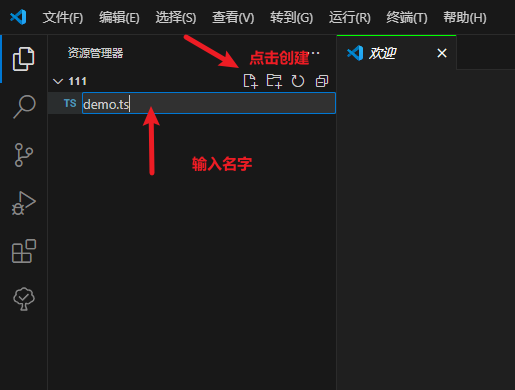 文件(F) 编辑(E) 选择(S) 查看(V) 转到(G) 运行(R) 终端(T) 帮助(H)
资源管理器 ... 欢迎
点击创建
111
TS demo.ts
输入名字